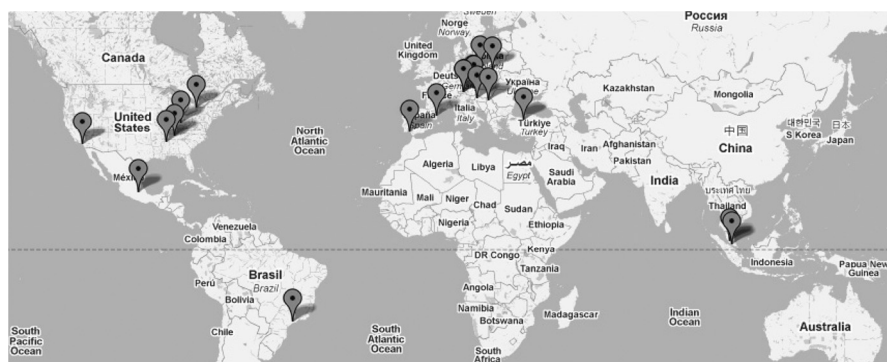 Norge
Norway
Россия
Russia
Canada
United
Kingdom
Україна
Kazakhstan
Mongolia
United
States
Italia
Italy
Türkiye
Turkey
中国
China
대한민국
S Korea
日本
Japan
North
Atlantic
Ocean
Spain
Iraq
Iran
Afghanistan
Pakistan
Algeria
Libya
مصر
Egypt
Saudi
Arabia
India
ประเทศไทย
Thailand
Mauritania
Mali
Niger
Chad
Sudan
Nigeria
Ethiopia
Venezuela
Colombia
Kenya
DR Congo
Tanzania
Indonesia
Papua New
Guinea
Brasil
Brazil
Perú
Bolivia
Angola
Namibia
Botswana
Madagascar
Indian
Ocean
Australia
Chile
South
Pacific
Ocean
South
Atlantic
Ocean
South
Africa